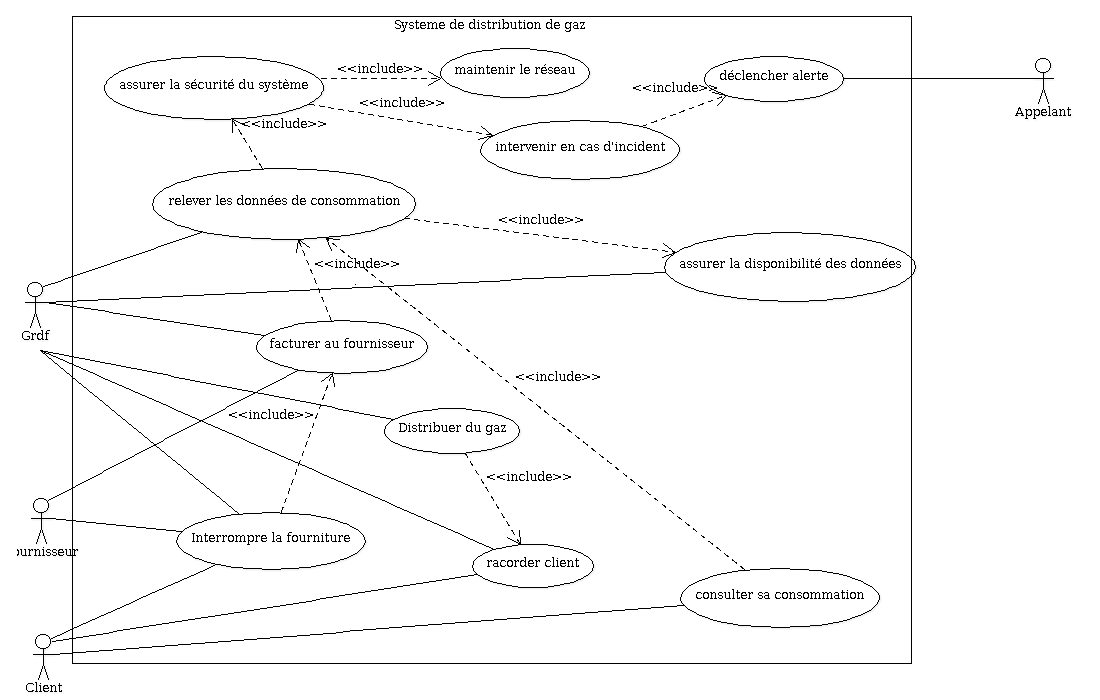 Systeme de distribution de gaz
assurer la sécurité du système
<<include>>
maintenir le réseau
déclencher alerte
<<include>>
<<include>>
Appelant
<<include>>
intervenir en cas d'incident
relever les données de consommation
<<include>>
<<include>>
assurer la disponibilité des données
Grdf
facturer au fournisseur
<<include>>
<<include>>
Distribuer du gaz
<<include>>
Interrompre la fourniture
ournisseur
racorder client
consulter sa consommation
Client